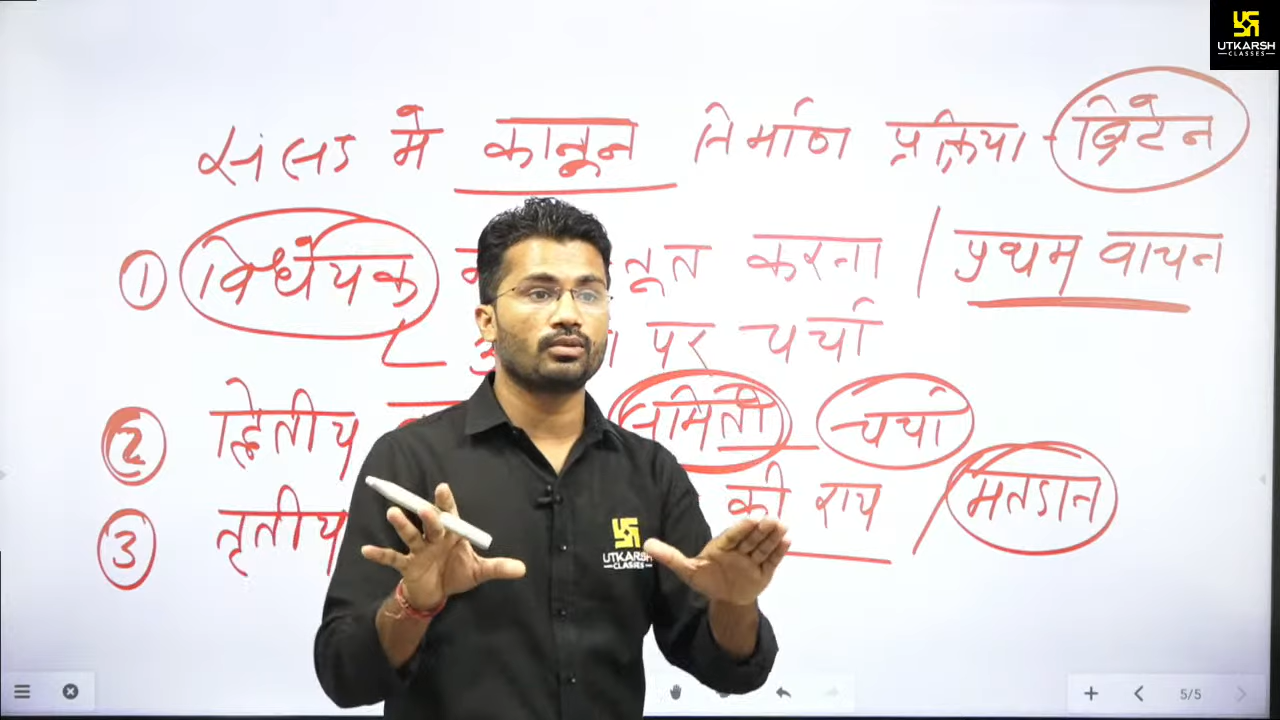 UTKARSH
CLASSES
संसद में कानून निर्माण प्रक्रिया - ब्रिटेन
1 विधेयक करना / प्रथम वाचन
पर चर्चा
2 द्वितीय समिती चर्चा
3 तृतीय की राय / मतदान
UTKARSH
CLASSES
5/5